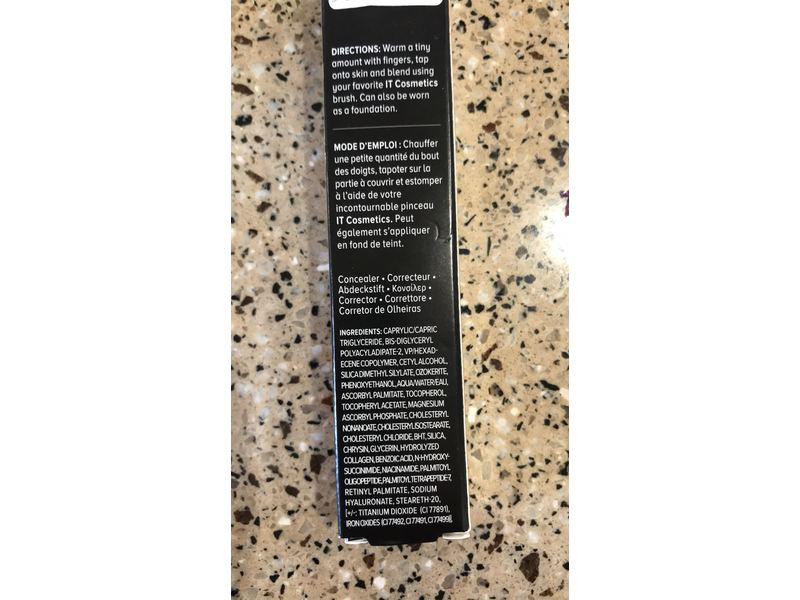 DIRECTIONS: Warm a tiny
amount with fingers, tap
onto skin and blend using
your favorite IT Cosmetics
brush. Can also be worn
as a foundation.
MODE D'EMPLOI : Chauffer
une petite quantité du bout
des doigts, tapoter sur la
partie à couvrir et estomper
à l'aide de votre
incontournable pinceau
IT Cosmetics. Peut
également s'appliquer
en fond de teint.
Concealer • Correcteur •
Abdeckstift • Κονσίλερ •
Corrector • Correttore •
Corretor de Olheiras
INGREDIENTS: CAPRYLIC/CAPRIC
TRIGLYCERIDE, BIS-DIGLYCERYL
POLYACYLADIPATE-2, VP/HEXAD-
ECENE COPOLYMER, CETYL ALCOHOL,
SILICA DIMETHYL SILYLATE, OZOKERITE,
PHENOXYETHANOL, AQUA/WATER/EAU,
ASCORBYL PALMITATE, TOCOPHEROL,
TOCOPHERYL ACETATE, MAGNESIUM
ASCORBYL PHOSPHATE, CHOLESTERYL
NONANOATE, CHOLESTERYL ISOSTEARATE,
CHOLESTERYL CHLORIDE, BHT, SILICA,
CHRYSIN, GLYCERIN, HYDROLYZED
COLLAGEN, BENZOIC ACID, N-HYDROXY-
SUCCINIMIDE, NIACINAMIDE, PALMITOYL
OLIGOPEPTIDE, PALMITOYL TETRAPEPTIDE-7,
RETINYL PALMITATE, SODIUM
HYALURONATE, STEARETH-20,
[+/-: TITANIUM DIOXIDE (CI 77891),
IRON OXIDES (CI 77492, CI 77491, CI 77499)].